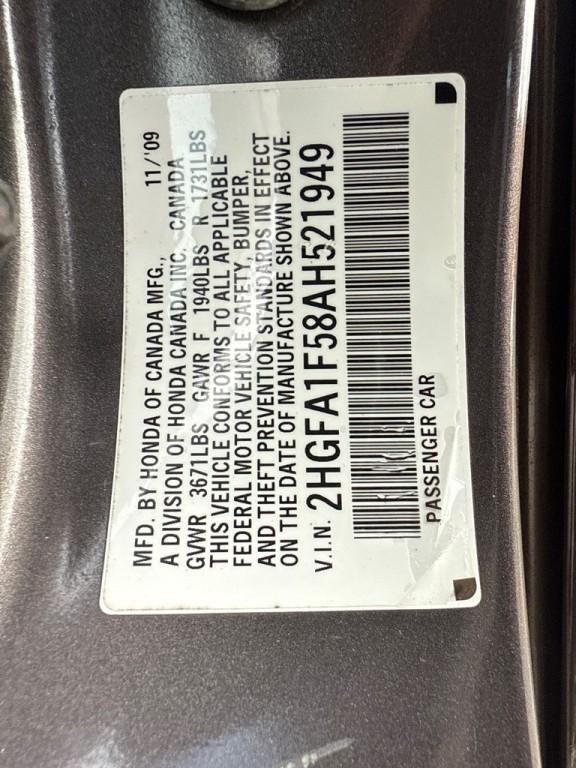 MFD. BY HONDA OF CANADA MFG., 11/'09
A DIVISION OF HONDA CANADA INC. CANADA
GVWR 3671LBS GAWR F 1940LBS R 1731LBS
THIS VEHICLE CONFORMS TO ALL APPLICABLE
FEDERAL MOTOR VEHICLE SAFETY, BUMPER,
AND THEFT PREVENTION STANDARDS IN EFFECT
ON THE DATE OF MANUFACTURE SHOWN ABOVE.
V.I.N. 2HGFA1F58AH521949
PASSENGER CAR